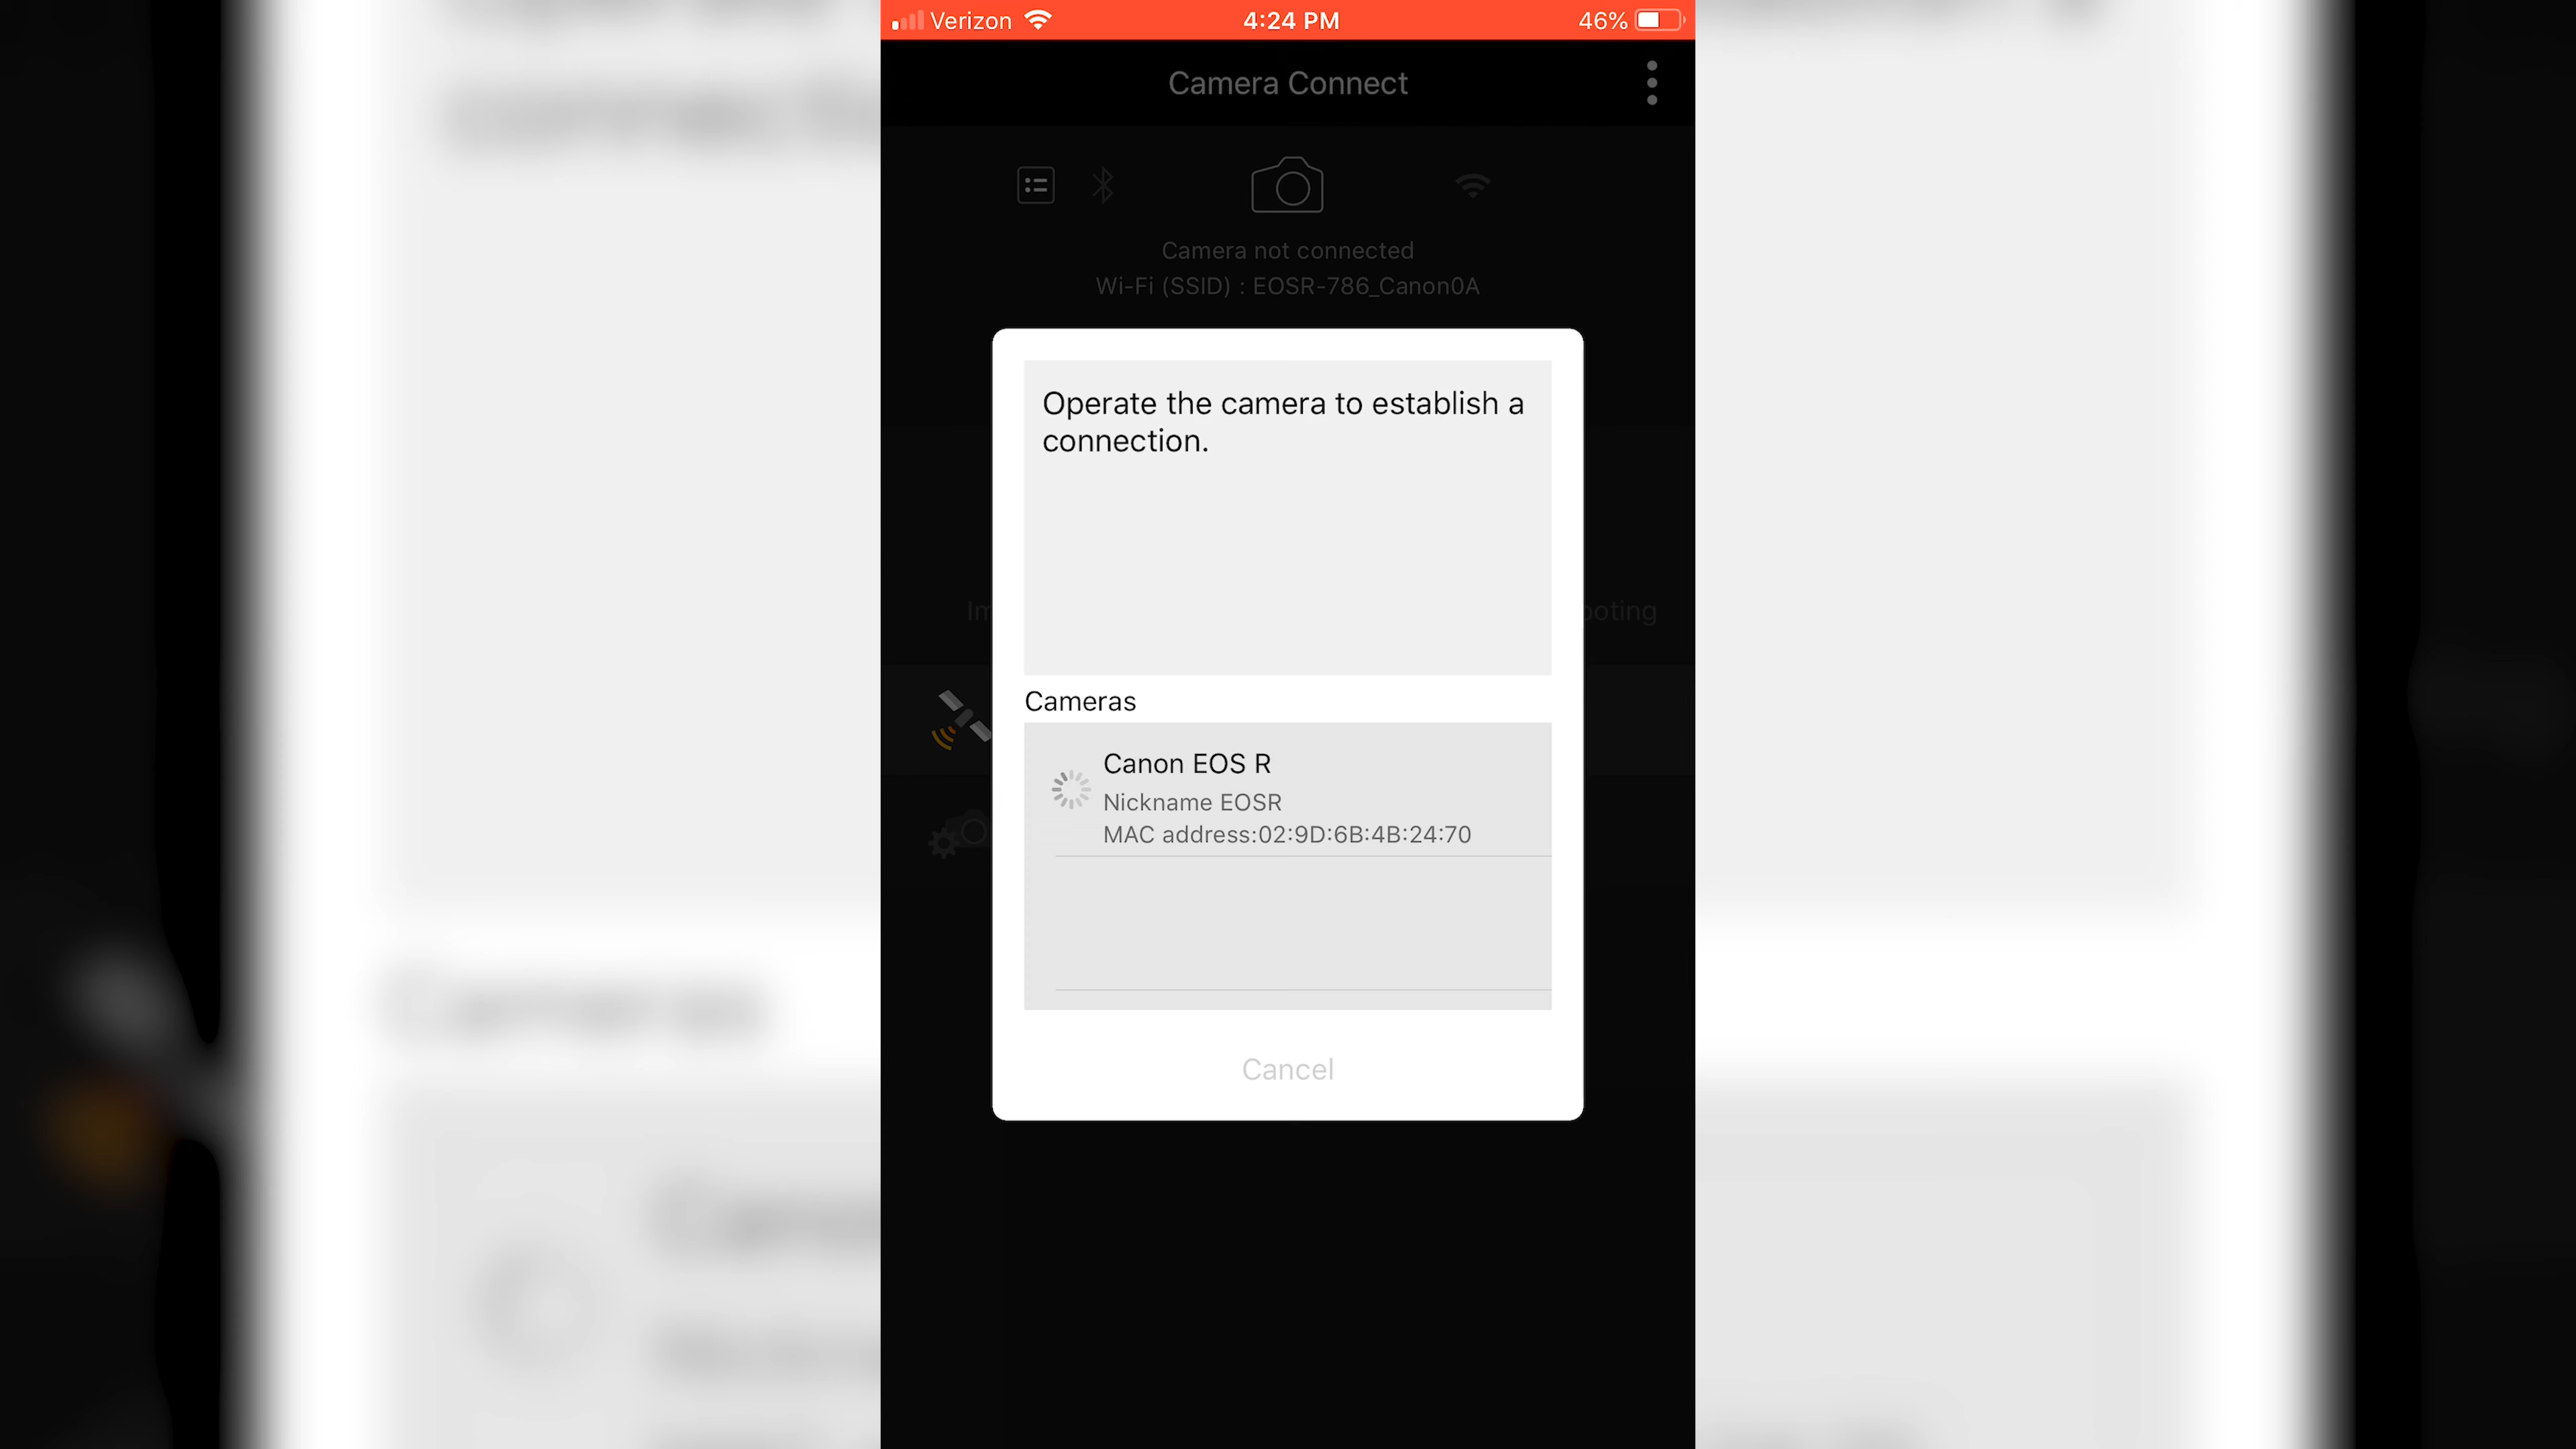 Verizon 4:24 PM 46%
Camera Connect
Camera not connected
Wi-Fi (SSID) : EOSR-786_Canon0A
Operate the camera to establish a
connection.
Cameras
Canon EOS R
Nickname EOSR
MAC address:02:9D:6B:4B:24:70
Cancel